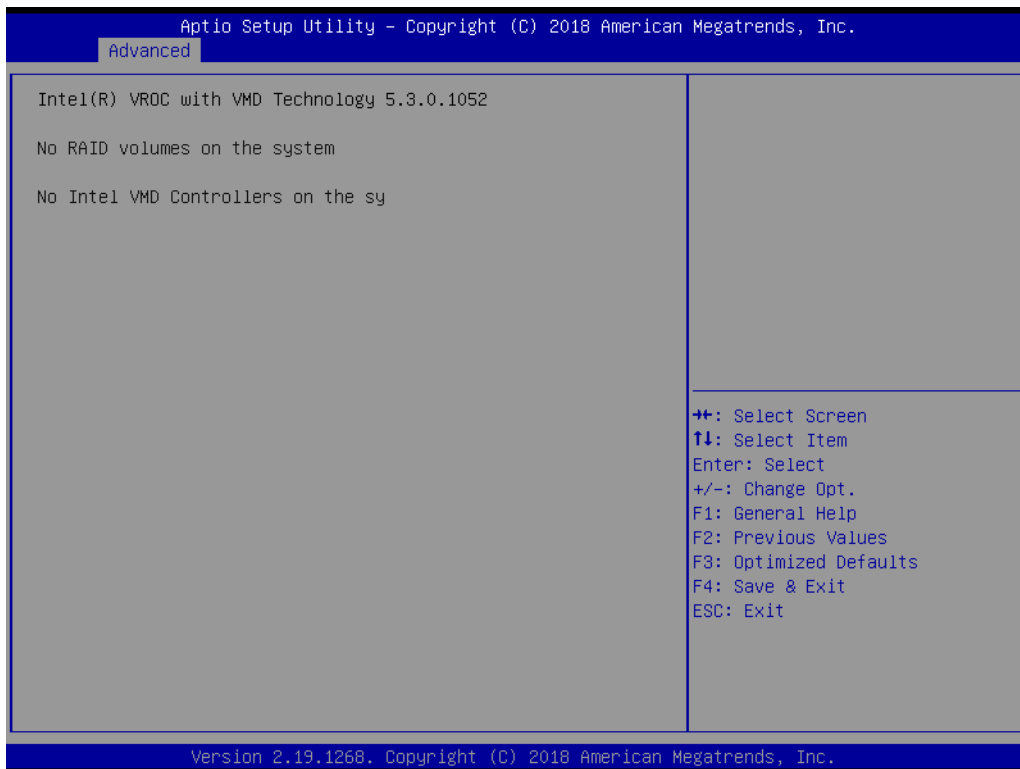 Aptio Setup Utility – Copyright (C) 2018 American Megatrends, Inc.
Advanced
Intel(R) VROC with VMD Technology 5.3.0.1052
No RAID volumes on the system
No Intel VMD Controllers on the sy
→←: Select Screen
↑↓: Select Item
Enter: Select
+/-: Change Opt.
F1: General Help
F2: Previous Values
F3: Optimized Defaults
F4: Save & Exit
ESC: Exit
Version 2.19.1268. Copyright (C) 2018 American Megatrends, Inc.